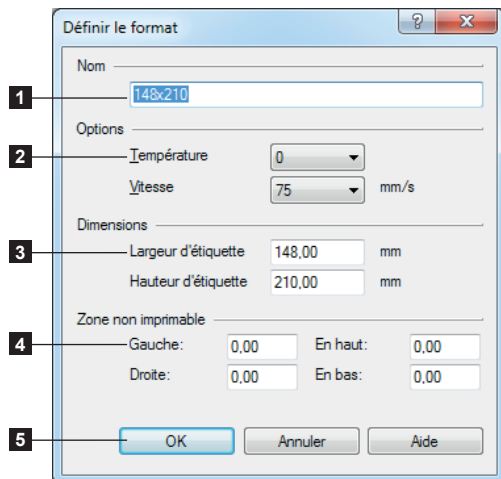 Définir le format
Nom
1 148x210
Options
2 Température 0
Vitesse 75 mm/s
Dimensions
3 Largeur d'étiquette 148,00 mm
Hauteur d'étiquette 210,00 mm
Zone non imprimable
4 Gauche: 0,00 En haut: 0,00
Droite: 0,00 En bas: 0,00
5 OK Annuler Aide